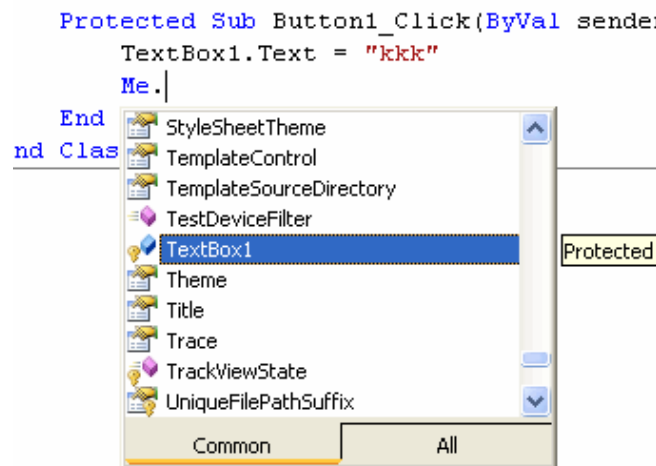 Protected Sub Button1_Click(ByVal sender
TextBox1.Text = "kkk"
Me.
End
nd Clas
StyleSheetTheme
TemplateControl
TemplateSourceDirectory
TestDeviceFilter
TextBox1
Protected
Theme
Title
Trace
TrackViewState
UniqueFilePathSuffix
Common All